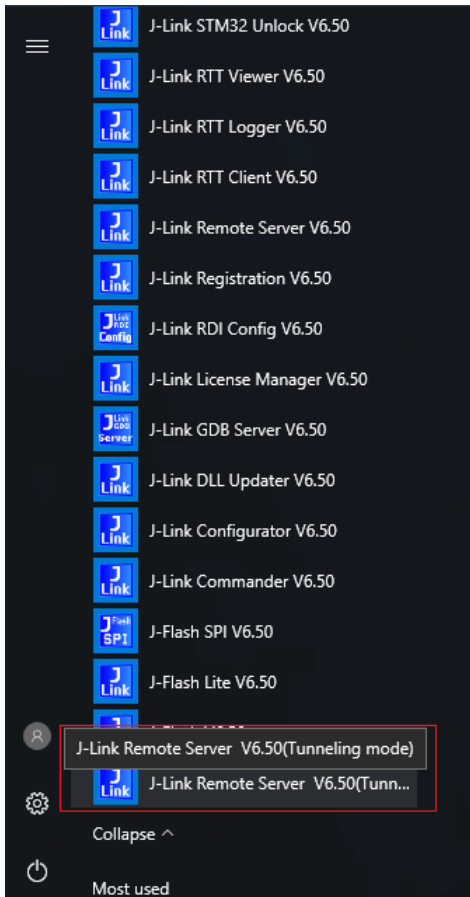 J-Link STM32 Unlock V6.50
J-Link RTT Viewer V6.50
J-Link RTT Logger V6.50
J-Link RTT Client V6.50
J-Link Remote Server V6.50
J-Link Registration V6.50
J-Link RDI Config V6.50
J-Link License Manager V6.50
J-Link GDB Server V6.50
J-Link DLL Updater V6.50
J-Link Configurator V6.50
J-Link Commander V6.50
J-Flash SPI V6.50
J-Flash Lite V6.50
J-Link Remote Server  V6.50(Tunneling mode)
J-Link Remote Server  V6.50(Tunn...
Collapse
Most used